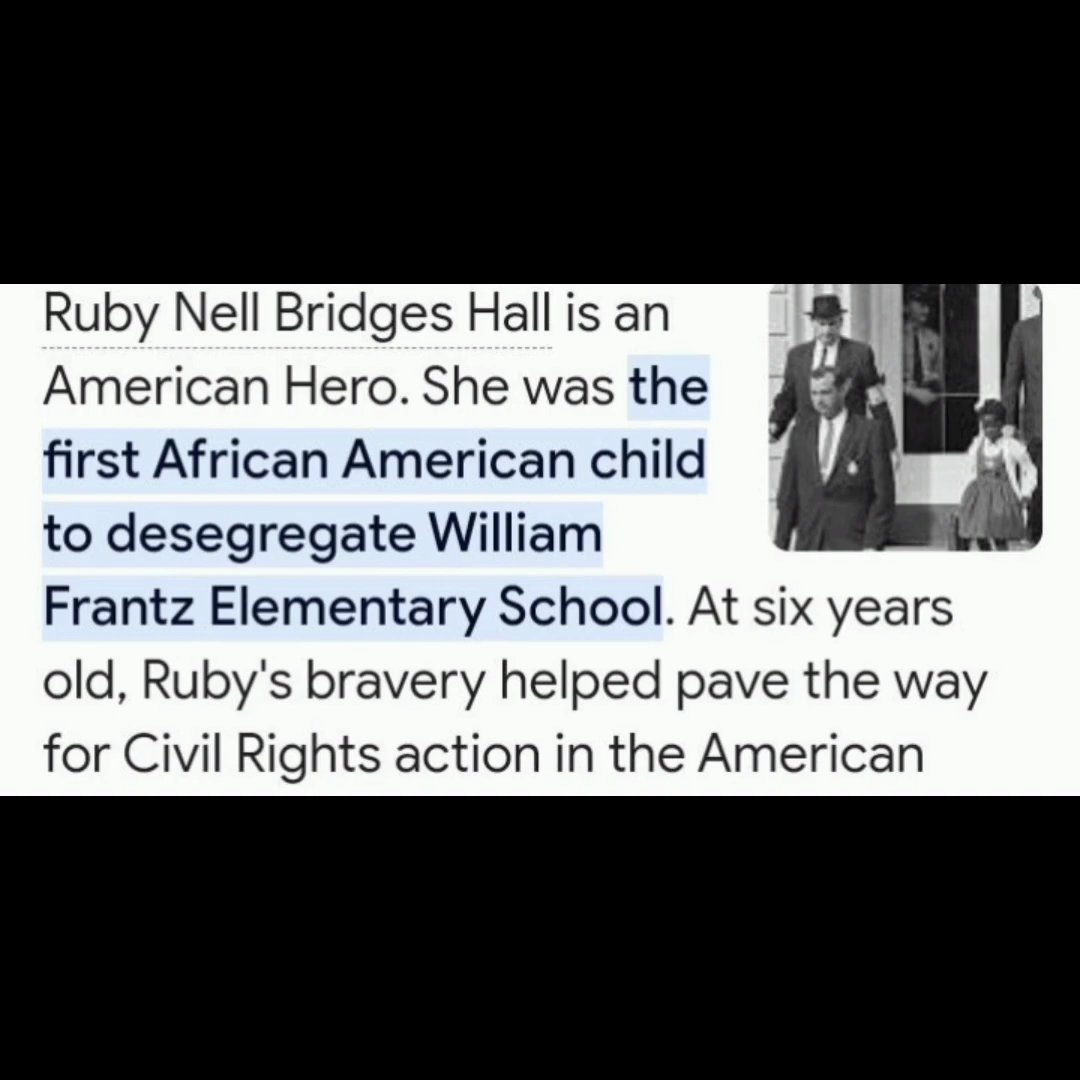 Ruby Nell Bridges Hall is an
American Hero. She was the
first African American child
to desegregate William
Frantz Elementary School. At six years
old, Ruby's bravery helped pave the way
for Civil Rights action in the American